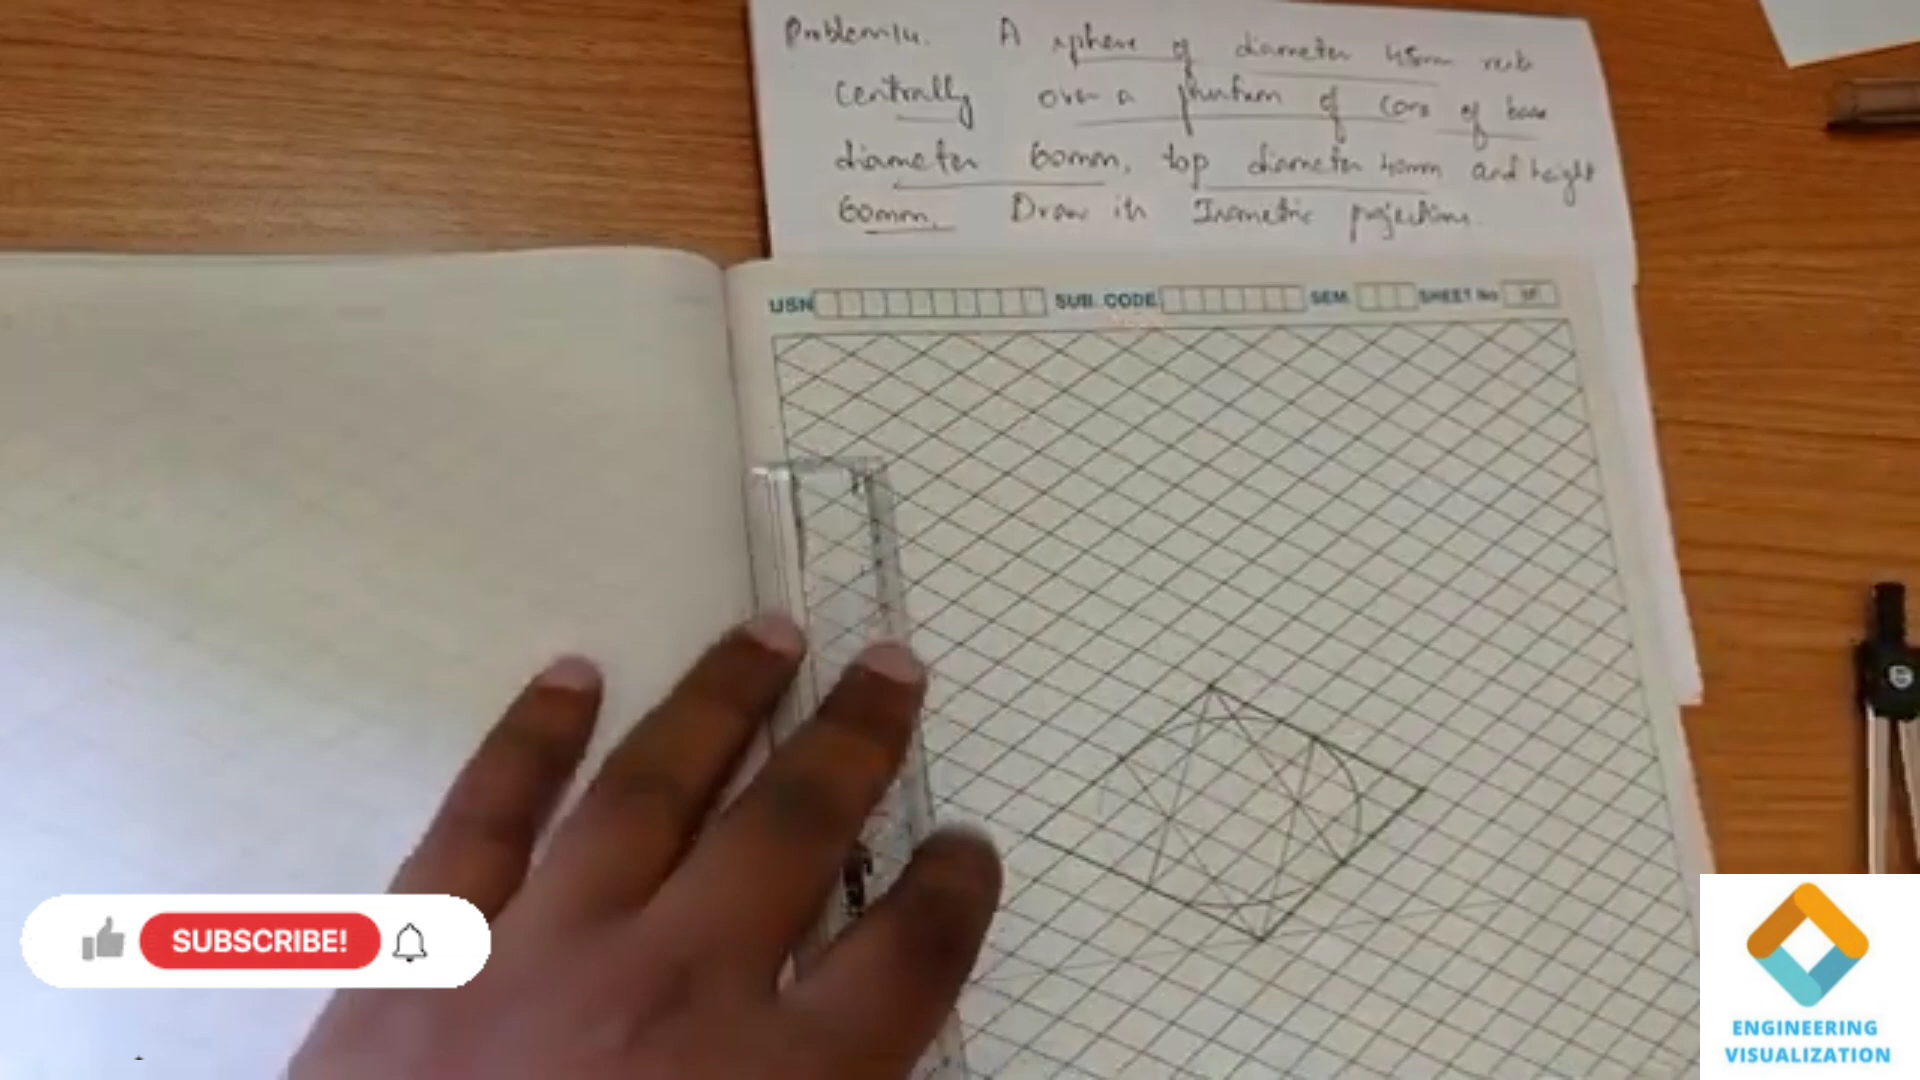 Problem 14. A sphere of diameter 45mm rests
centrally over a frustum of cone of base
diameter 60mm, top diameter 40mm and height
60mm. Draw its Isometric projections.
USN SUB. CODE SEM SHEET No
SUBSCRIBE!
ENGINEERING
VISUALIZATION